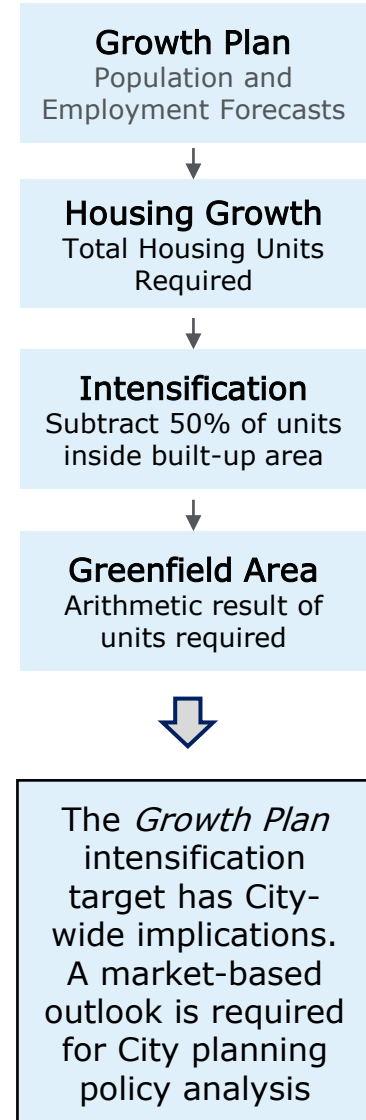 Growth Plan
Population and
Employment Forecasts
Housing Growth
Total Housing Units
Required
Intensification
Subtract 50% of units
inside built-up area
Greenfield Area
Arithmetic result of
units required
The Growth Plan
intensification
target has City-
wide implications.
A market-based
outlook is required
for City planning
policy analysis